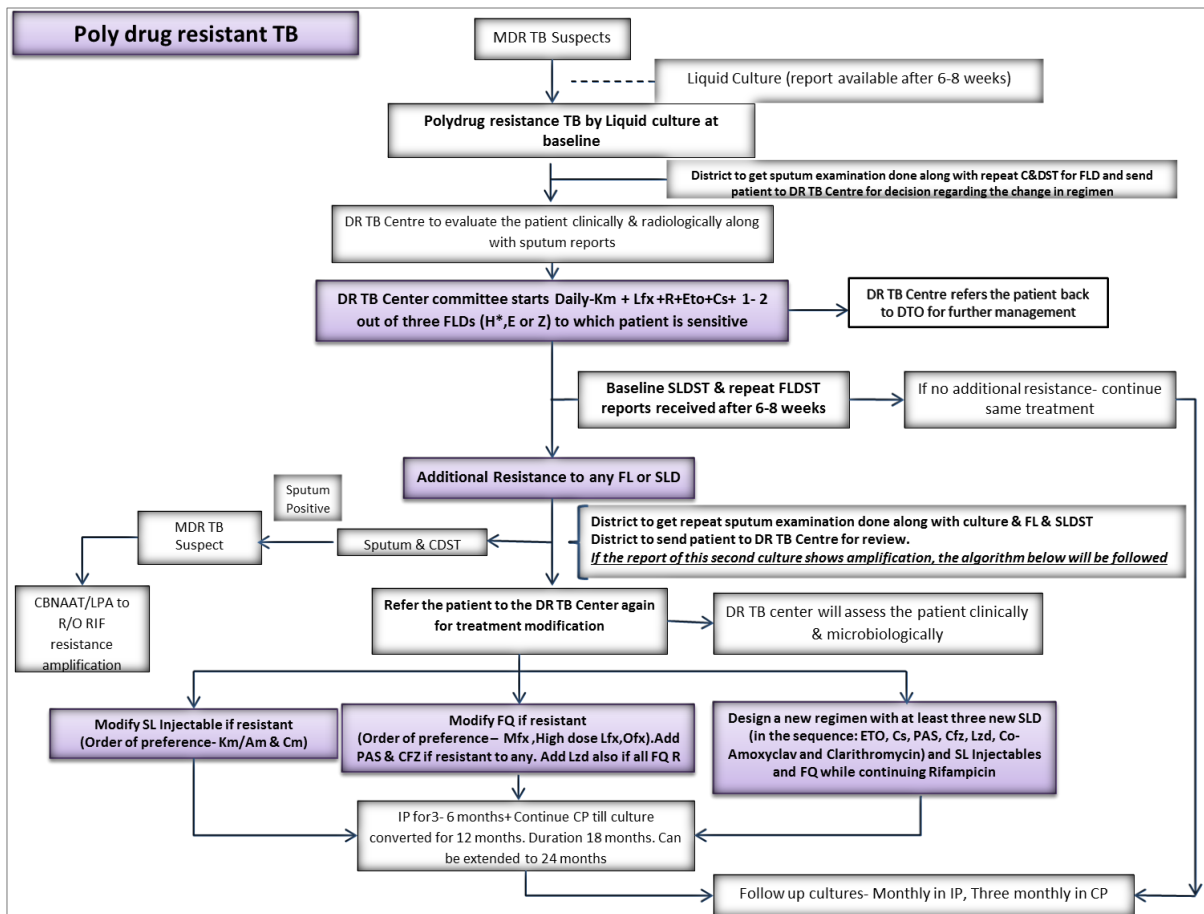 Poly drug resistant TB
MDR TB Suspects
Liquid Culture (report available after 6-8 weeks)
Polydrug resistance TB by Liquid culture at
baseline
District to get sputum examination done along with repeat C&DST for FLD and send
patient to DR TB Centre for decision regarding the change in regimen
DR TB Centre to evaluate the patient clinically & radiologically along
with sputum reports
DR TB Center committee starts Daily-Km + Lfx +R+Eto+Cs+ 1- 2
out of three FLDs (H*,E or Z) to which patient is sensitive
DR TB Centre refers the patient back
to DTO for further management
Baseline SLDST & repeat FLDST
reports received after 6-8 weeks
If no additional resistance- continue
same treatment
Additional Resistance to any FL or SLD
Sputum
Positive
MDR TB
Suspect
Sputum & CDST
District to get repeat sputum examination done along with culture & FL & SLDST
District to send patient to DR TB Centre for review.
If the report of this second culture shows amplification, the algorithm below will be followed
CBNAAT/LPA to
R/O RIF
resistance
amplification
Refer the patient to the DR TB Center again
for treatment modification
DR TB center will assess the patient clinically
& microbiologically
Modify SL Injectable if resistant
(Order of preference- Km/Am & Cm)
Modify FQ if resistant
(Order of preference – Mfx ,High dose Lfx,Ofx).Add
PAS & CFZ if resistant to any. Add Lzd also if all FQ R
Design a new regimen with at least three new SLD
(in the sequence: ETO, Cs, PAS, Cfz, Lzd, Co-
Amoxyclav and Clarithromycin) and SL Injectables
and FQ while continuing Rifampicin
IP for3- 6 months+ Continue CP till culture
converted for 12 months. Duration 18 months. Can
be extended to 24 months
Follow up cultures- Monthly in IP, Three monthly in CP